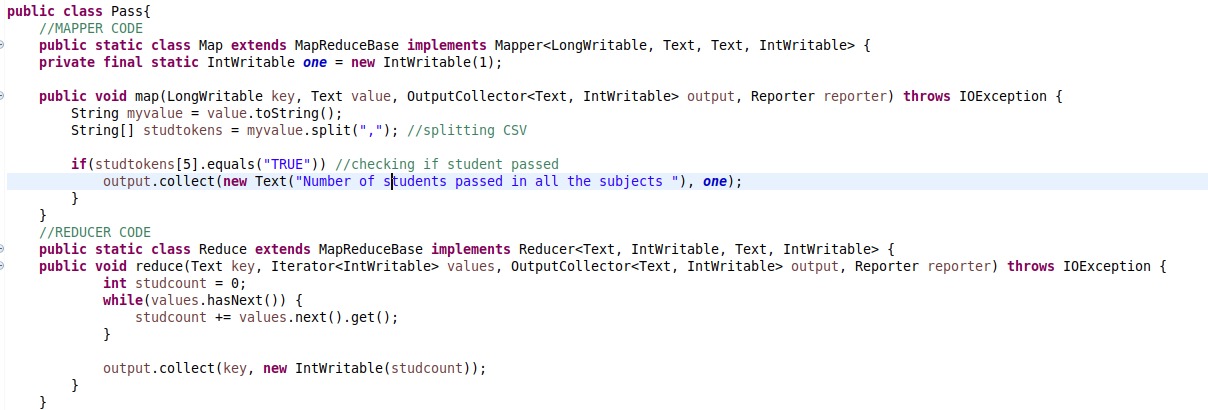 public class Pass{
//MAPPER CODE
public static class Map extends MapReduceBase implements Mapper<LongWritable, Text, Text, IntWritable> {
private final static IntWritable one = new IntWritable(1);
public void map(LongWritable key, Text value, OutputCollector<Text, IntWritable> output, Reporter reporter) throws IOException {
String myvalue = value.toString();
String[] studtokens = myvalue.split(","); //splitting CSV
if(studtokens[5].equals("TRUE")) //checking if student passed
output.collect(new Text("Number of students passed in all the subjects "), one);
}
}
//REDUCER CODE
public static class Reduce extends MapReduceBase implements Reducer<Text, IntWritable, Text, IntWritable> {
public void reduce(Text key, Iterator<IntWritable> values, OutputCollector<Text, IntWritable> output, Reporter reporter) throws IOException {
int studcount = 0;
while(values.hasNext()) {
studcount += values.next().get();
}
output.collect(key, new IntWritable(studcount));
}
}